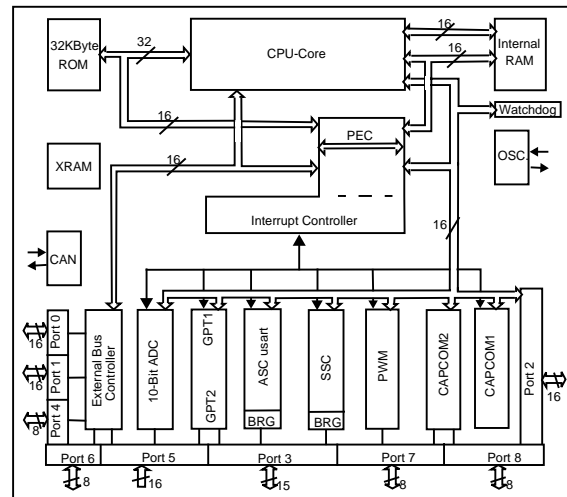 32KByte
ROM
32
CPU-Core
16
16
Internal
RAM
16
PEC
Watchdog
XRAM
16
OSC.
Interrupt Controller
16
CAN
Port 0
16
Port 1
16
Port 4
8
External Bus
Controller
10-Bit ADC
GPT1
GPT2
ASC usart
BRG
SSC
BRG
PWM
CAPCOM2
CAPCOM1
Port 2
16
Port 6
Port 5
Port 3
Port 7
Port 8
8
16
15
8
8